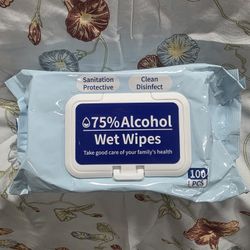 Sanitation Clean
Protective Disinfect
75% Alcohol
Wet Wipes
Take good care of your family's health
100
PCS